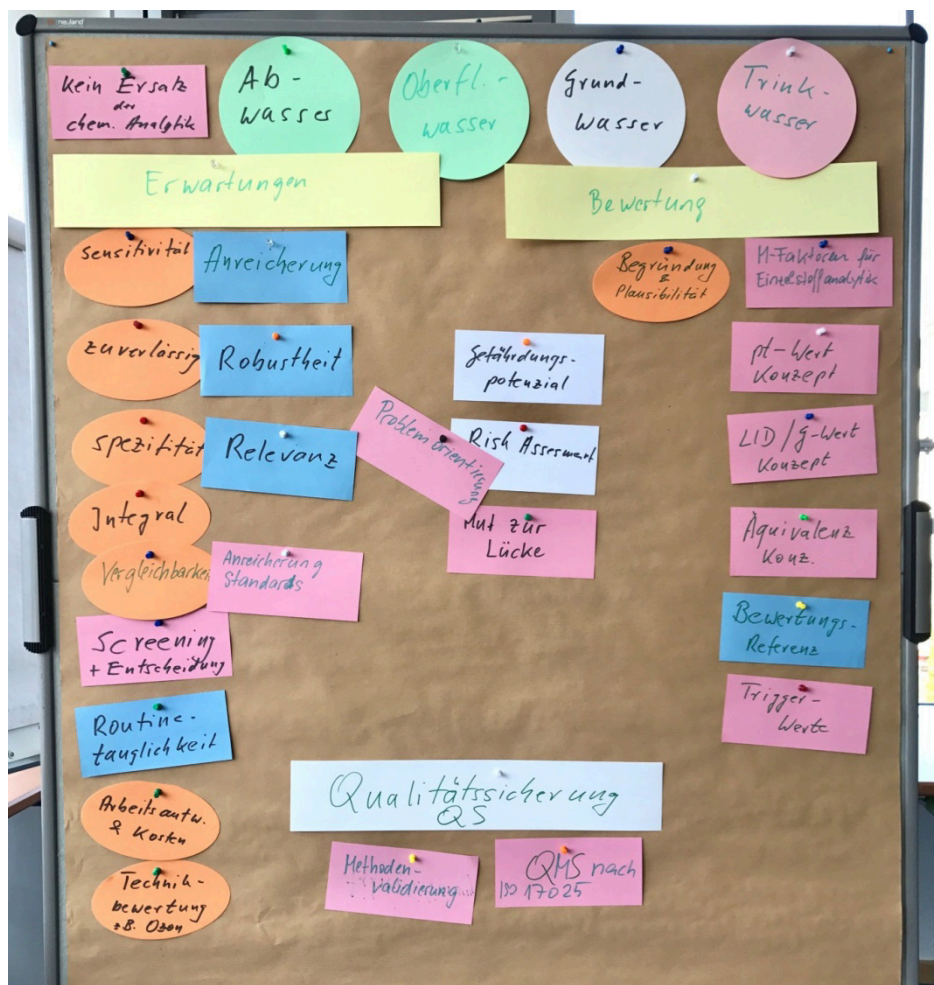 neuland
Kein Ersatz
der
chem. Analytik
Ab-
wasser
Oberfl.-
wasser
Grund-
wasser
Trink-
wasser
Erwartungen
Bewertung
Sensitivität
Anreicherung
Begründung
& Plausibilität
M-Faktoren für
Einzelstoffanalytik
zuverlässig
Robustheit
Gefährdungs-
potenzial
pt-Wert
Konzept
Spezifität
Relevanz
Problemorientierung
Risk Assessment
LID/G-Wert
Konzept
Integral
Mut zur
Lücke
Äquivalenz
Konz.
Vergleichbarkeit
Anreicherung
Standards
Screening
+ Entscheidung
Bewertungs-
Referenz
Routine-
tauglichkeit
Trigger-
Werte
Qualitätssicherung
QS
Arbeitsaufw.
& Kosten
Methoden-
validierung
QMS nach
ISO 17025
Technik-
bewertung
z.B. Ozon